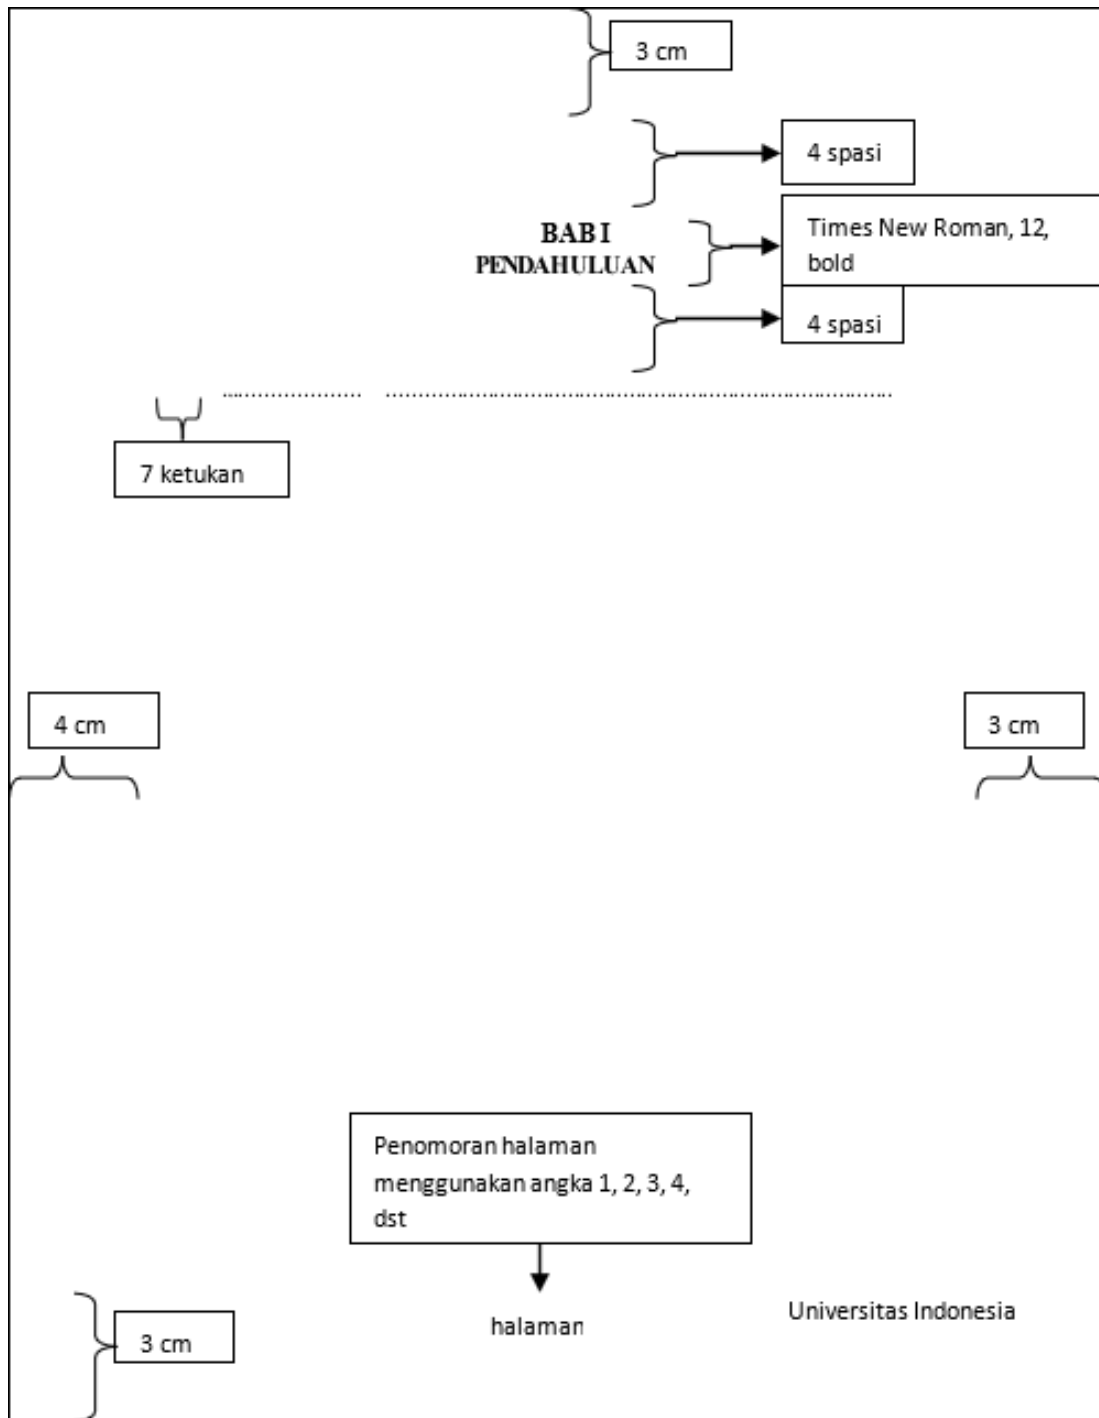 3 cm
4 spasi
BAB I
PENDAHULUAN
Times New Roman, 12,
bold
4 spasi
7 ketukan
4 cm
3 cm
Penomoran halaman
menggunakan angka 1, 2, 3, 4,
dst
halaman
Universitas Indonesia
3 cm